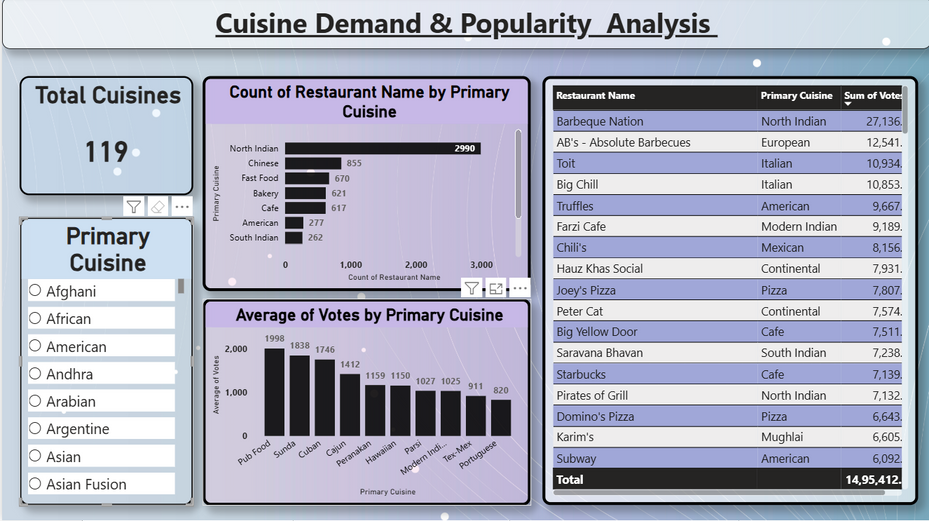 Cuisine Demand & Popularity Analysis
Total Cuisines
119
Primary
Cuisine
Afghani
African
American
Andhra
Arabian
Argentine
Asian
Asian Fusion
Count of Restaurant Name by Primary
Cuisine
Primary Cuisine
North Indian 2990
Chinese 855
Fast Food 670
Bakery 621
Cafe 617
American 277
South Indian 262
0 1,000 2,000 3,000
Count of Restaurant Name
Average of Votes by Primary Cuisine
Average of Votes
2,000
1,000
0
1998 1838 1746 1412 1159 1150 1027 1025 911 820
Pub Food Sunda Cuban Cajun Peranakan Hawaiian Parsi Modern Indi... Tex-Mex Portuguese
Primary Cuisine
Restaurant Name Primary Cuisine Sum of Votes
Barbeque Nation North Indian 27,136.
AB's - Absolute Barbecues European 12,541.
Toit Italian 10,934.
Big Chill Italian 10,853.
Truffles American 9,667.
Farzi Cafe Modern Indian 9,189.
Chili's Mexican 8,156.
Hauz Khas Social Continental 7,931.
Joey's Pizza Pizza 7,807.
Peter Cat Continental 7,574.
Big Yellow Door Cafe 7,511.
Saravana Bhavan South Indian 7,238.
Starbucks Cafe 7,139.
Pirates of Grill North Indian 7,132.
Domino's Pizza Pizza 6,643.
Karim's Mughlai 6,605.
Subway American 6,092.
Total 14,95,412.